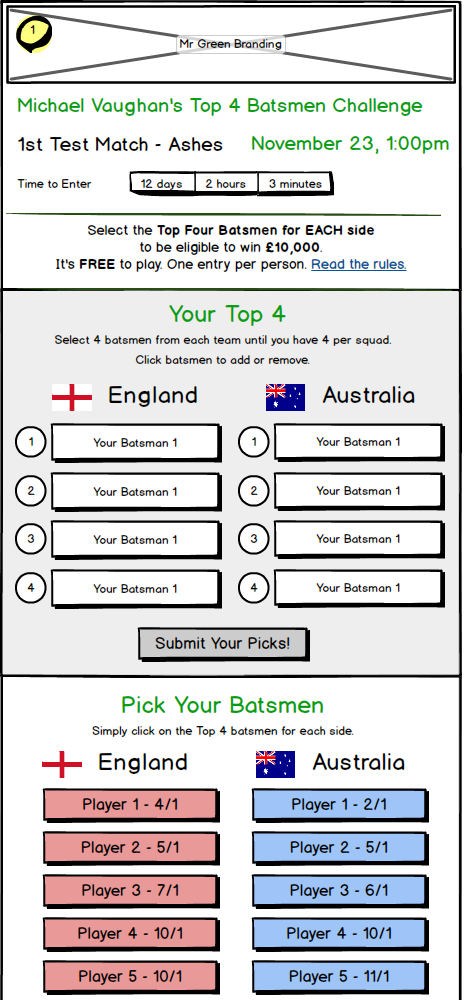 1
Mr Green Branding
Michael Vaughan's Top 4 Batsmen Challenge
1st Test Match - Ashes November 23, 1:00pm
Time to Enter 12 days 2 hours 3 minutes
Select the Top Four Batsmen for EACH side
to be eligible to win £10,000.
It's FREE to play. One entry per person. Read the rules.
Your Top 4
Select 4 batsmen from each team until you have 4 per squad.
Click batsmen to add or remove.
England Australia
1 Your Batsman 1 1 Your Batsman 1
2 Your Batsman 1 2 Your Batsman 1
3 Your Batsman 1 3 Your Batsman 1
4 Your Batsman 1 4 Your Batsman 1
Submit Your Picks!
Pick Your Batsmen
Simply click on the Top 4 batsmen for each side.
England Australia
Player 1 - 4/1 Player 1 - 2/1
Player 2 - 5/1 Player 2 - 5/1
Player 3 - 7/1 Player 3 - 6/1
Player 4 - 10/1 Player 4 - 10/1
Player 5 - 10/1 Player 5 - 11/1